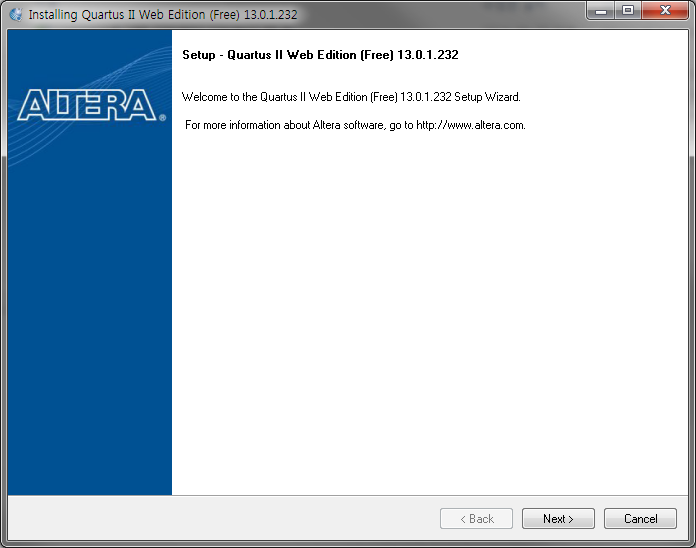 Installing Quartus II Web Edition (Free) 13.0.1.232
ALTERA®
Setup - Quartus II Web Edition (Free) 13.0.1.232
Welcome to the Quartus II Web Edition (Free) 13.0.1.232 Setup Wizard.
For more information about Altera software, go to http://www.altera.com.
< Back
Next >
Cancel